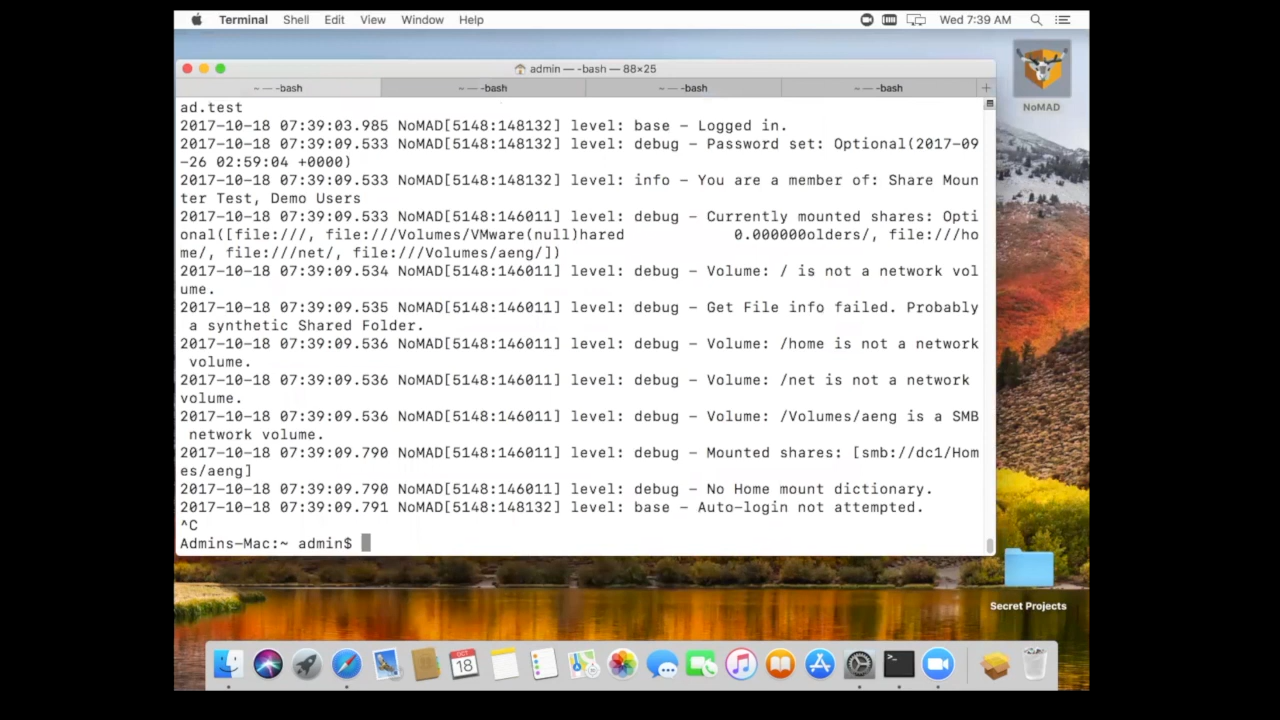 Terminal Shell Edit View Window Help Wed 7:39 AM
admin — -bash — 88×25
~ — -bash ~ — -bash ~ — -bash ~ — -bash +
ad.test
2017-10-18 07:39:03.985 NoMAD[5148:148132] level: base - Logged in.
2017-10-18 07:39:09.533 NoMAD[5148:148132] level: debug - Password set: Optional(2017-09
-26 02:59:04 +0000)
2017-10-18 07:39:09.533 NoMAD[5148:148132] level: info - You are a member of: Share Moun
ter Test, Demo Users
2017-10-18 07:39:09.533 NoMAD[5148:146011] level: debug - Currently mounted shares: Opti
onal([file:///, file:///Volumes/VMware(null)hared            0.000000olders/, file:///ho
me/, file:///net/, file:///Volumes/aeng/])
2017-10-18 07:39:09.534 NoMAD[5148:146011] level: debug - Volume: / is not a network vol
ume.
2017-10-18 07:39:09.535 NoMAD[5148:146011] level: debug - Get File info failed. Probably
 a synthetic Shared Folder.
2017-10-18 07:39:09.536 NoMAD[5148:146011] level: debug - Volume: /home is not a network
 volume.
2017-10-18 07:39:09.536 NoMAD[5148:146011] level: debug - Volume: /net is not a network
volume.
2017-10-18 07:39:09.536 NoMAD[5148:146011] level: debug - Volume: /Volumes/aeng is a SMB
 network volume.
2017-10-18 07:39:09.790 NoMAD[5148:146011] level: debug - Mounted shares: [smb://dc1/Hom
es/aeng]
2017-10-18 07:39:09.790 NoMAD[5148:146011] level: debug - No Home mount dictionary.
2017-10-18 07:39:09.791 NoMAD[5148:148132] level: base - Auto-login not attempted.
^C
Admins-Mac:~ admin$
NoMAD
Secret Projects
OCT
18